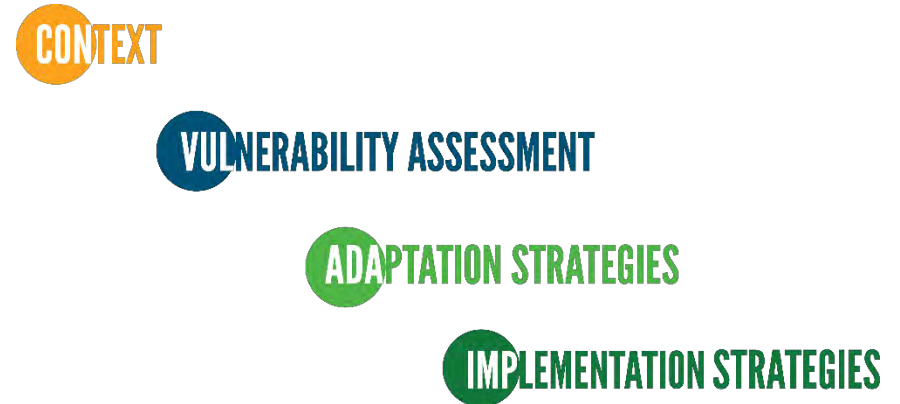 CONTEXT
VULNERABILITY ASSESSMENT
ADAPTATION STRATEGIES
IMPLEMENTATION STRATEGIES